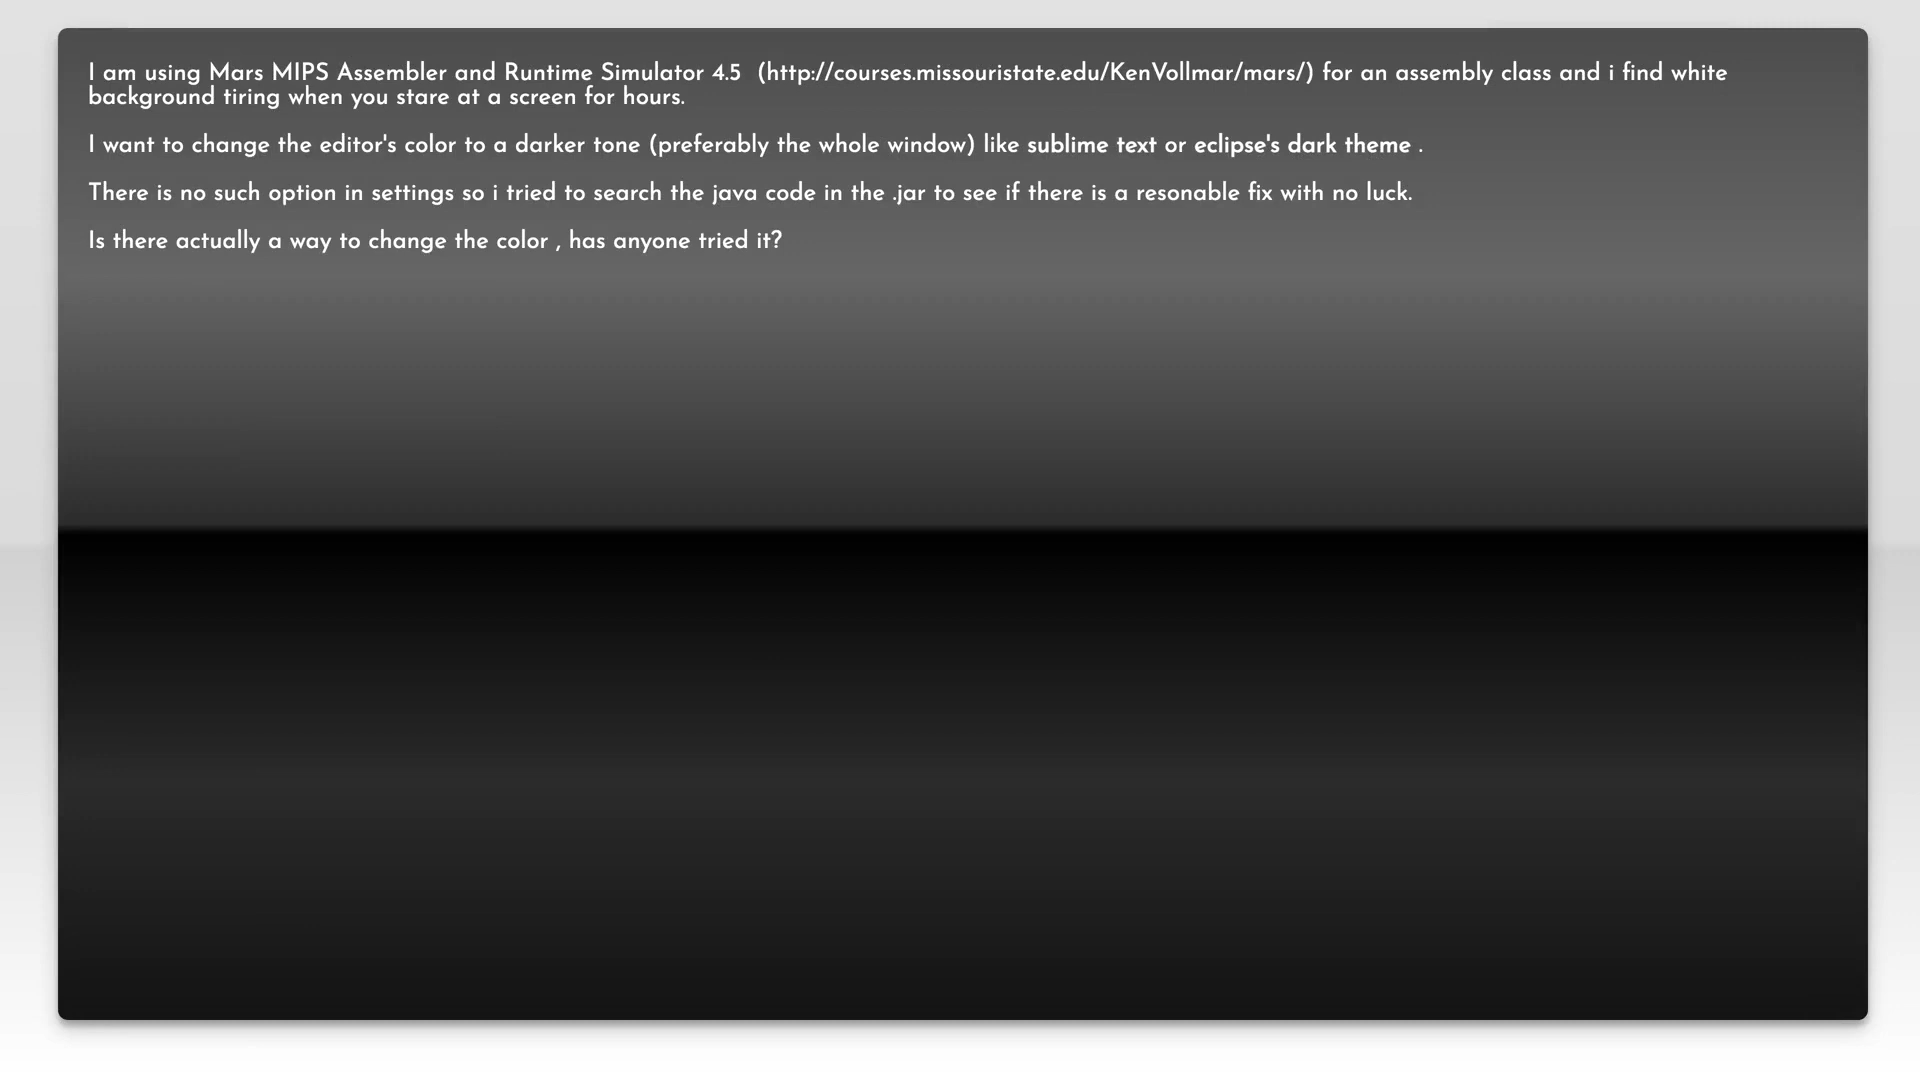 I am using Mars MIPS Assembler and Runtime Simulator 4.5  (http://courses.missouristate.edu/KenVollmar/mars/) for an assembly class and i find white
background tiring when you stare at a screen for hours.
I want to change the editor's color to a darker tone (preferably the whole window) like sublime text or eclipse's dark theme .
There is no such option in settings so i tried to search the java code in the .jar to see if there is a resonable fix with no luck.
Is there actually a way to change the color , has anyone tried it?